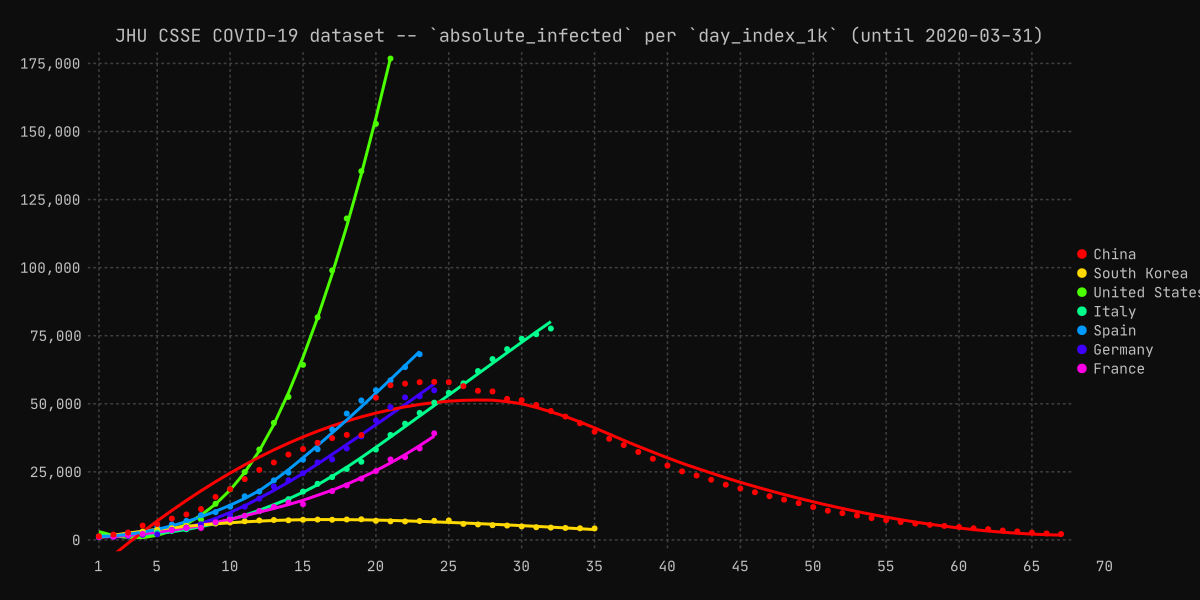 JHU CSSE COVID-19 dataset -- `absolute_infected` per `day_index_1k` (until 2020-03-31)
175,000
150,000
125,000
100,000
75,000
50,000
25,000
0
1 5 10 15 20 25 30 35 40 45 50 55 60 65 70
China
South Korea
United States
Italy
Spain
Germany
France